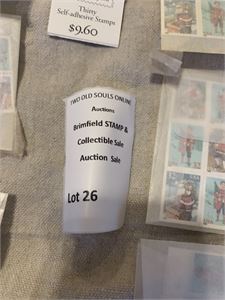 Thirty
Self-adhesive Stamps
$9.60
TWO OLD SOULS ONLINE
Auctions
Brimfield STAMP &
Collectible Sale
Auction Sale
Lot 26